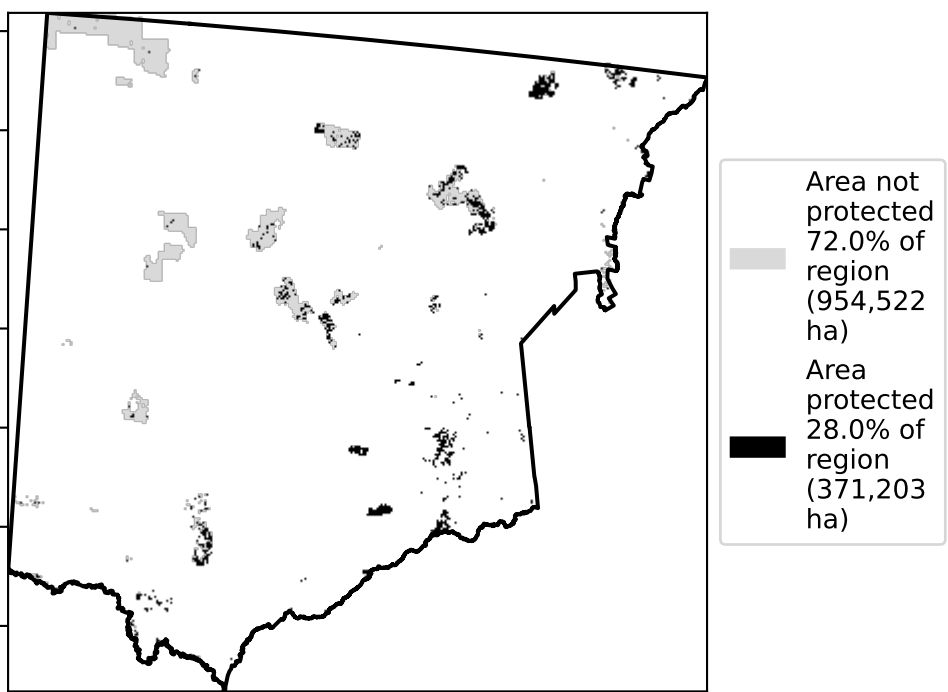 Area not
protected
72.0% of
region
(954,522
ha)
Area
protected
28.0% of
region
(371,203
ha)